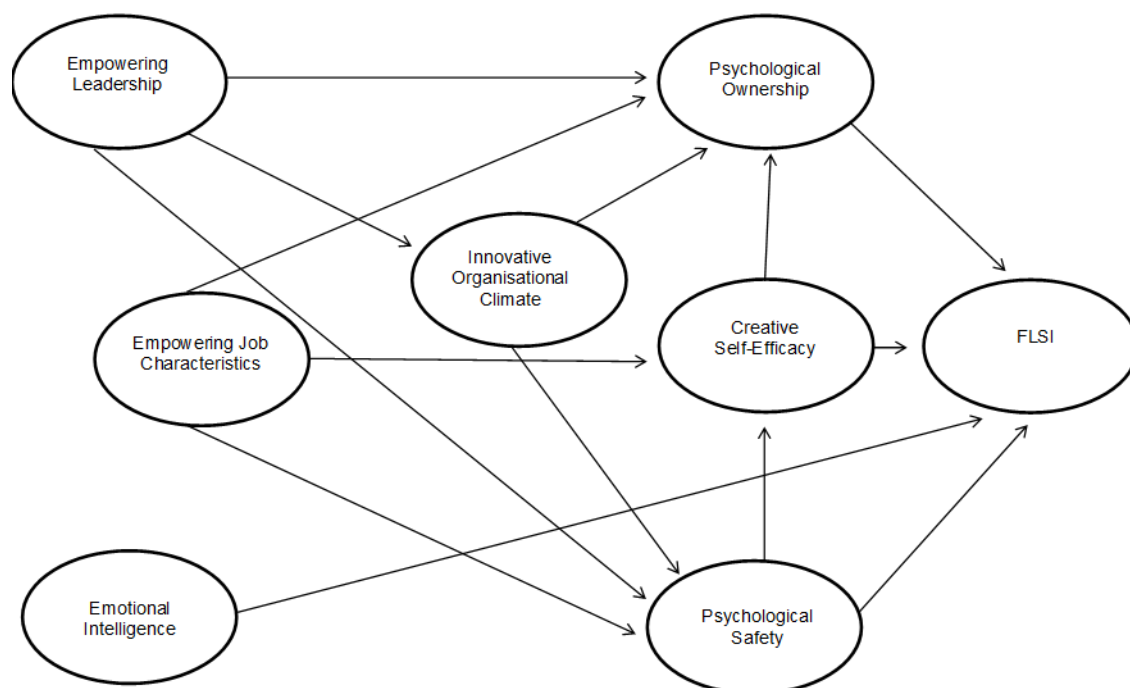 Empowering
Leadership
Psychological
Ownership
Innovative
Organisational
Climate
Empowering Job
Characteristics
Creative
Self-Efficacy
FLSI
Emotional
Intelligence
Psychological
Safety